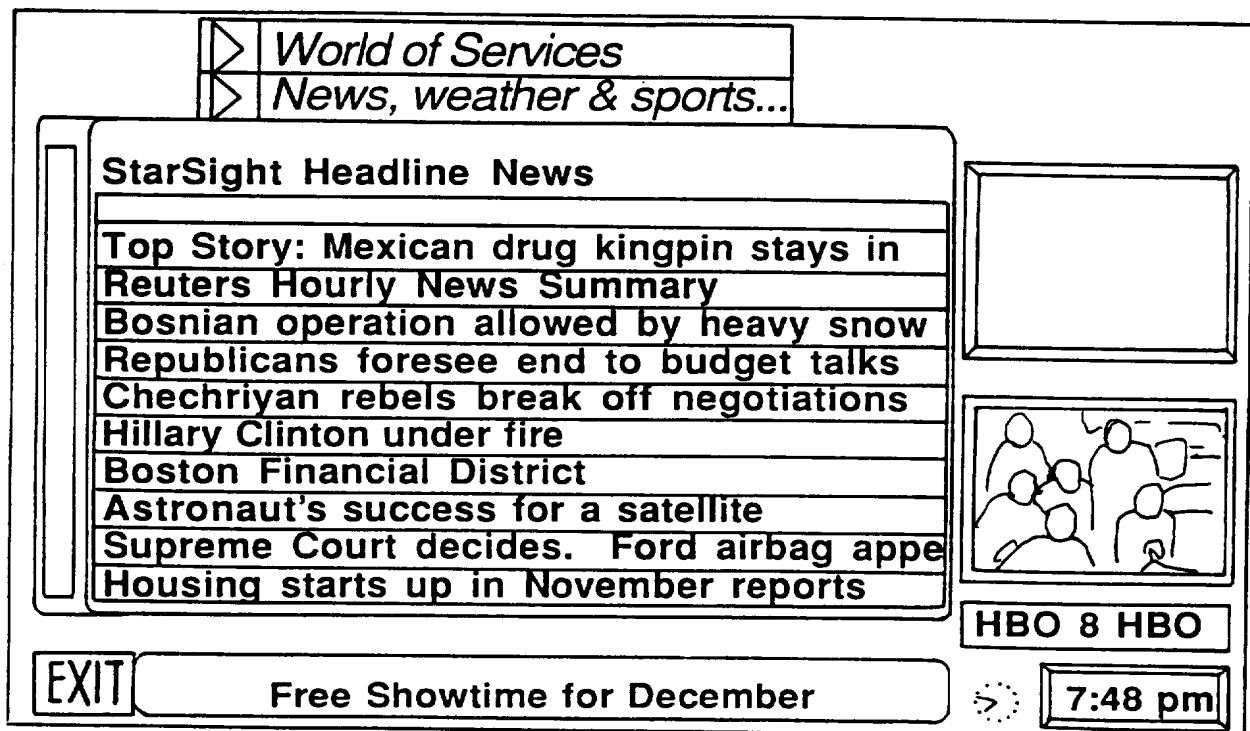 World of Services
News, weather & sports...
StarSight Headline News
Top Story: Mexican drug kingpin stays in
Reuters Hourly News Summary
Bosnian operation allowed by heavy snow
Republicans foresee end to budget talks
Chechriyan rebels break off negotiations
Hillary Clinton under fire
Boston Financial District
Astronaut's success for a satellite
Supreme Court decides. Ford airbag appe
Housing starts up in November reports
HBO 8 HBO
EXIT
Free Showtime for December
7:48 pm